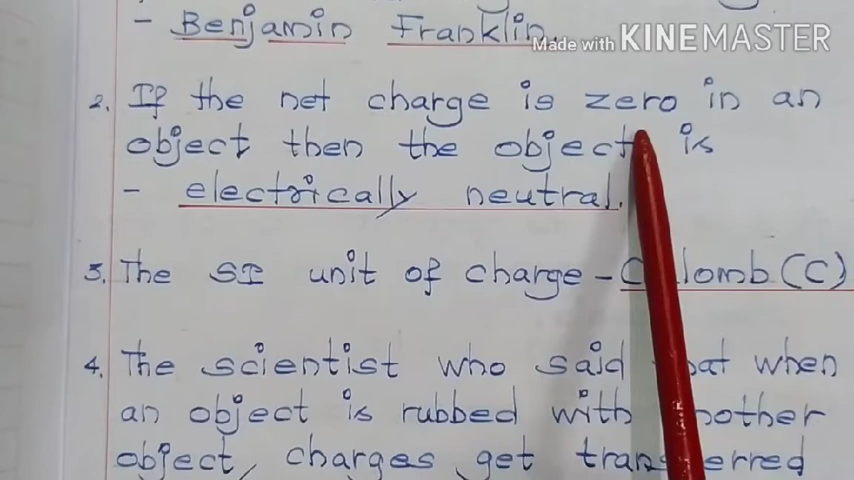 - Benjamin Franklin.
Made with KINEMASTER
2. If the net charge is zero in an
object then the object is
- electrically neutral.
3. The SI unit of charge - (C)
4. The scientist who said when
an object is rubbed with
object, charges get